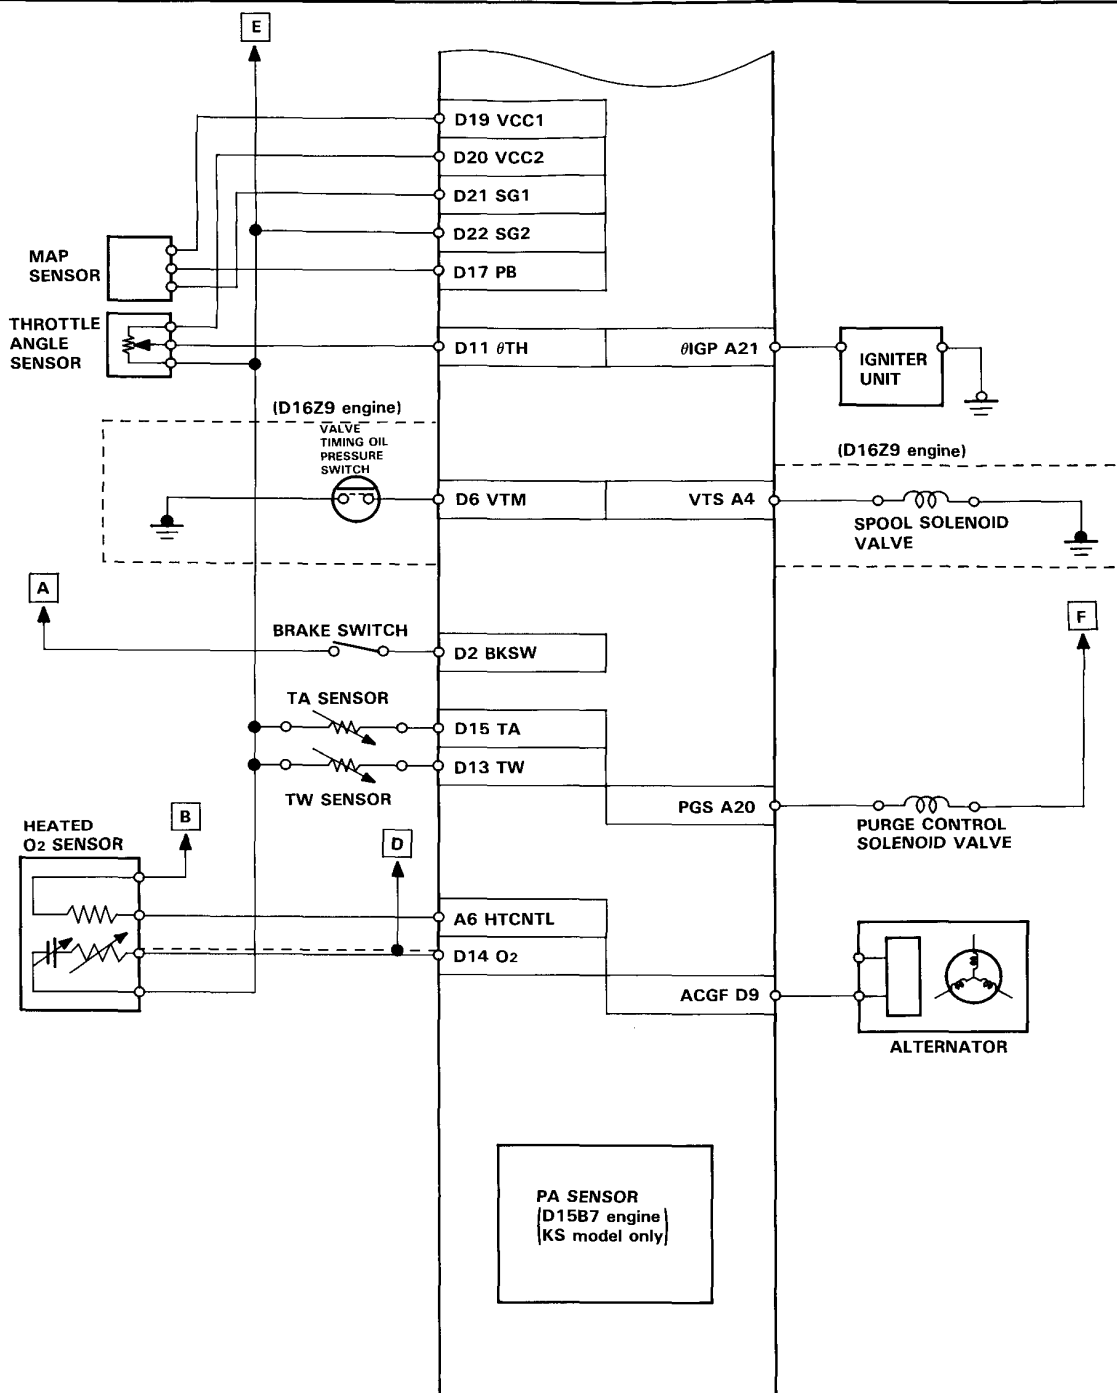 E
D19 VCC1
D20 VCC2
D21 SG1
D22 SG2
D17 PB
MAP
SENSOR
THROTTLE
ANGLE
SENSOR
D11 θTH
θIGP A21
IGNITER
UNIT
(D16Z9 engine)
VALVE
TIMING OIL
PRESSURE
SWITCH
D6 VTM
VTS A4
(D16Z9 engine)
SPOOL SOLENOID
VALVE
A
BRAKE SWITCH
D2 BKSW
F
TA SENSOR
D15 TA
D13 TW
TW SENSOR
PGS A20
PURGE CONTROL
SOLENOID VALVE
HEATED
O2 SENSOR
B
D
A6 HTCNTL
D14 O2
ACGF D9
ALTERNATOR
PA SENSOR
(D15B7 engine)
(KS model only)